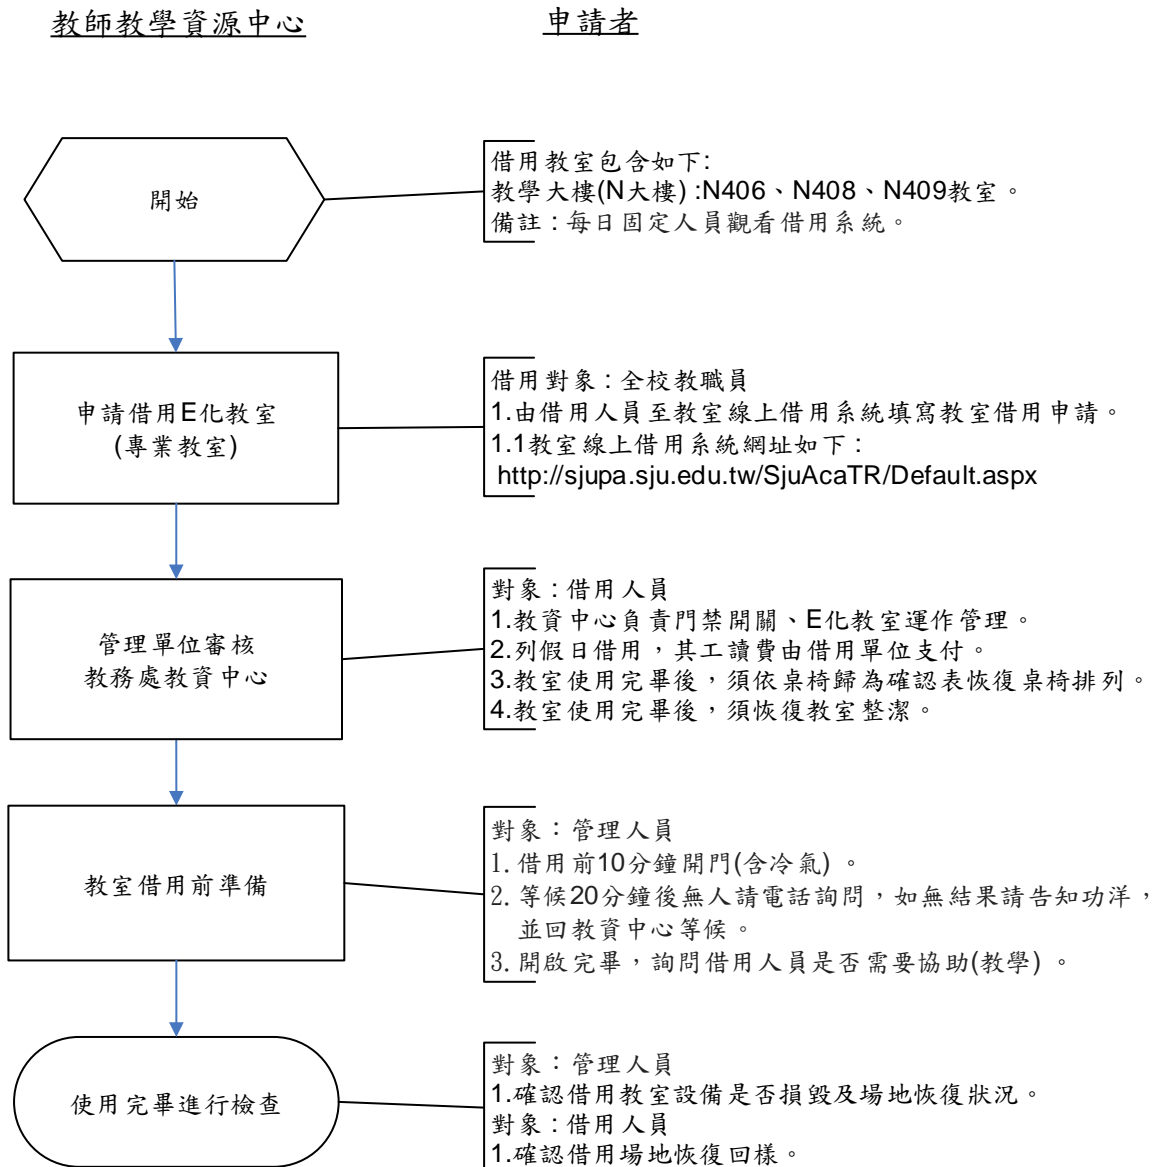 教師教學資源中心
申請者
開始
借用教室包含如下:
教學大樓(N大樓) :N406、N408、N409教室。
備註:每日固定人員觀看借用系統。
申請借用E化教室
(專業教室)
借用對象:全校教職員
1.由借用人員至教室線上借用系統填寫教室借用申請。
1.1教室線上借用系統網址如下:
http://sjupa.sju.edu.tw/SjuAcaTR/Default.aspx
管理單位審核
教務處教資中心
對象:借用人員
1.教資中心負責門禁開關、E化教室運作管理。
2.列假日借用,其工讀費由借用單位支付。
3.教室使用完畢後,須依桌椅歸為確認表恢復桌椅排列。
4.教室使用完畢後,須恢復教室整潔。
教室借用前準備
對象:管理人員
1. 借用前10分鐘開門(含冷氣) 。
2. 等候20分鐘後無人請電話詢問,如無結果請告知功洋,
並回教資中心等候。
3. 開啟完畢,詢問借用人員是否需要協助(教學) 。
使用完畢進行檢查
對象:管理人員
1.確認借用教室設備是否損毀及場地恢復狀況。
對象:借用人員
1.確認借用場地恢復回樣。